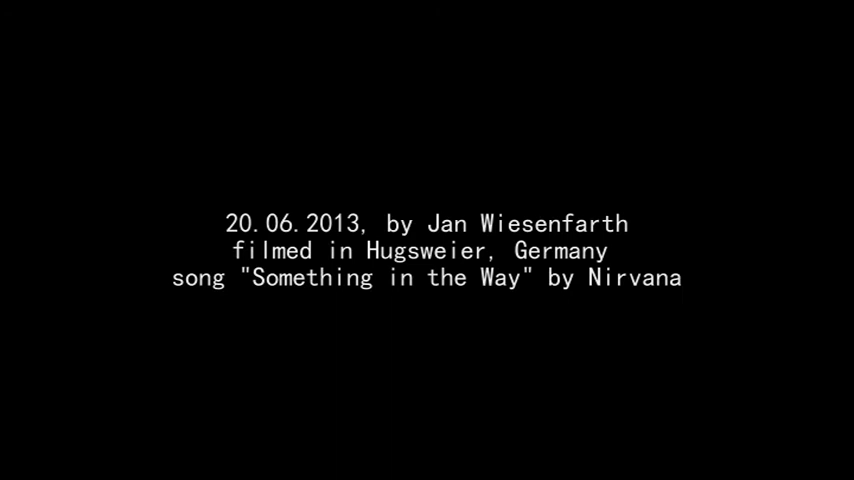 20.06.2013, by Jan Wiesenfarth
filmed in Hugsweier, Germany
song "Something in the Way" by Nirvana